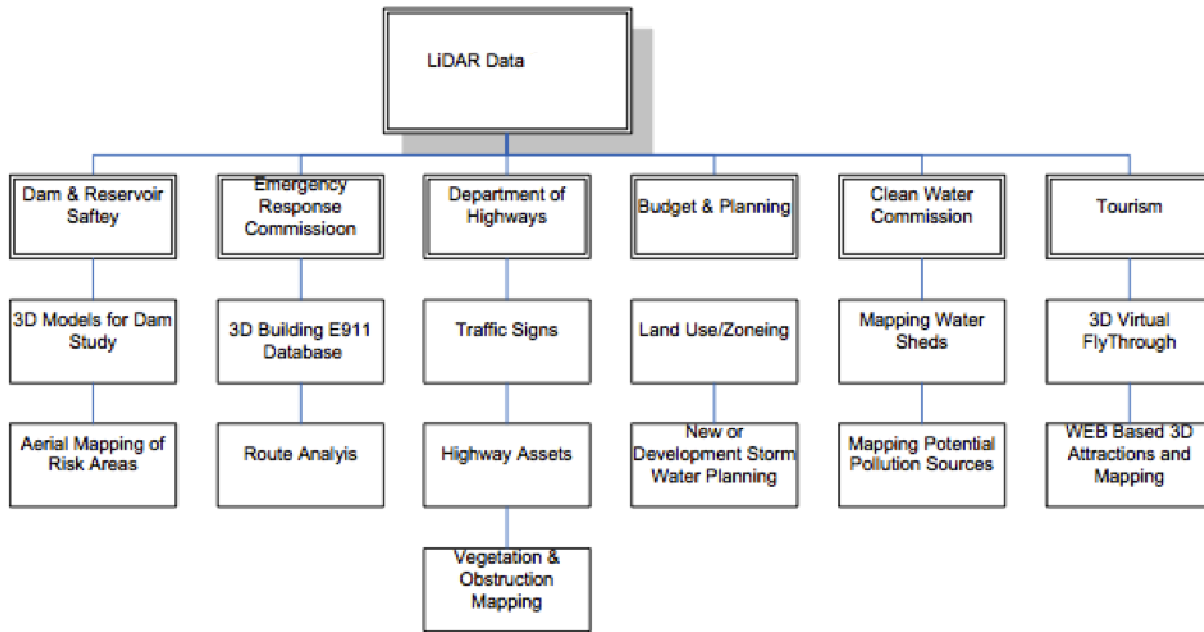 LiDAR Data
Dam & Reservoir
Saftey
Emergency
Response
Commissioon
Department of
Highways
Budget & Planning
Clean Water
Commission
Tourism
3D Models for Dam
Study
3D Building E911
Database
Traffic Signs
Land Use/Zoneing
Mapping Water
Sheds
3D Virtual
FlyThrough
Aerial Mapping of
Risk Areas
Route Analyis
Highway Assets
New or
Development Storm
Water Planning
Mapping Potential
Pollution Sources
WEB Based 3D
Attractions and
Mapping
Vegetation &
Obstruction
Mapping